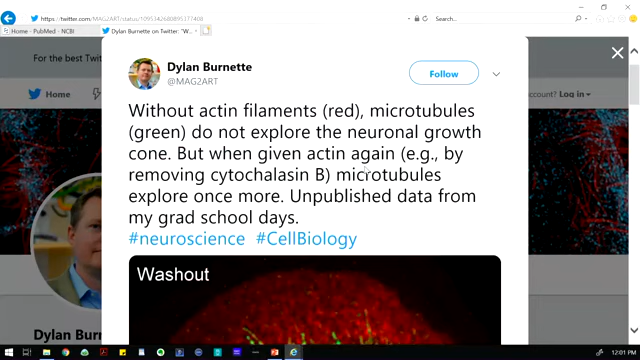 https://twitter.com/MAG2ART/status/1095342680895377408
Search...
Home - PubMed - NCBI
Dylan Burnette on Twitter: "W...
For the best Twitt
Dylan Burnette
@MAG2ART
Follow
Home
account? Log in
Without actin filaments (red), microtubules
(green) do not explore the neuronal growth
cone. But when given actin again (e.g., by
removing cytochalasin B) microtubules
explore once more. Unpublished data from
my grad school days.
#neuroscience #CellBiology
Washout
Dylan Burne
12:01 PM